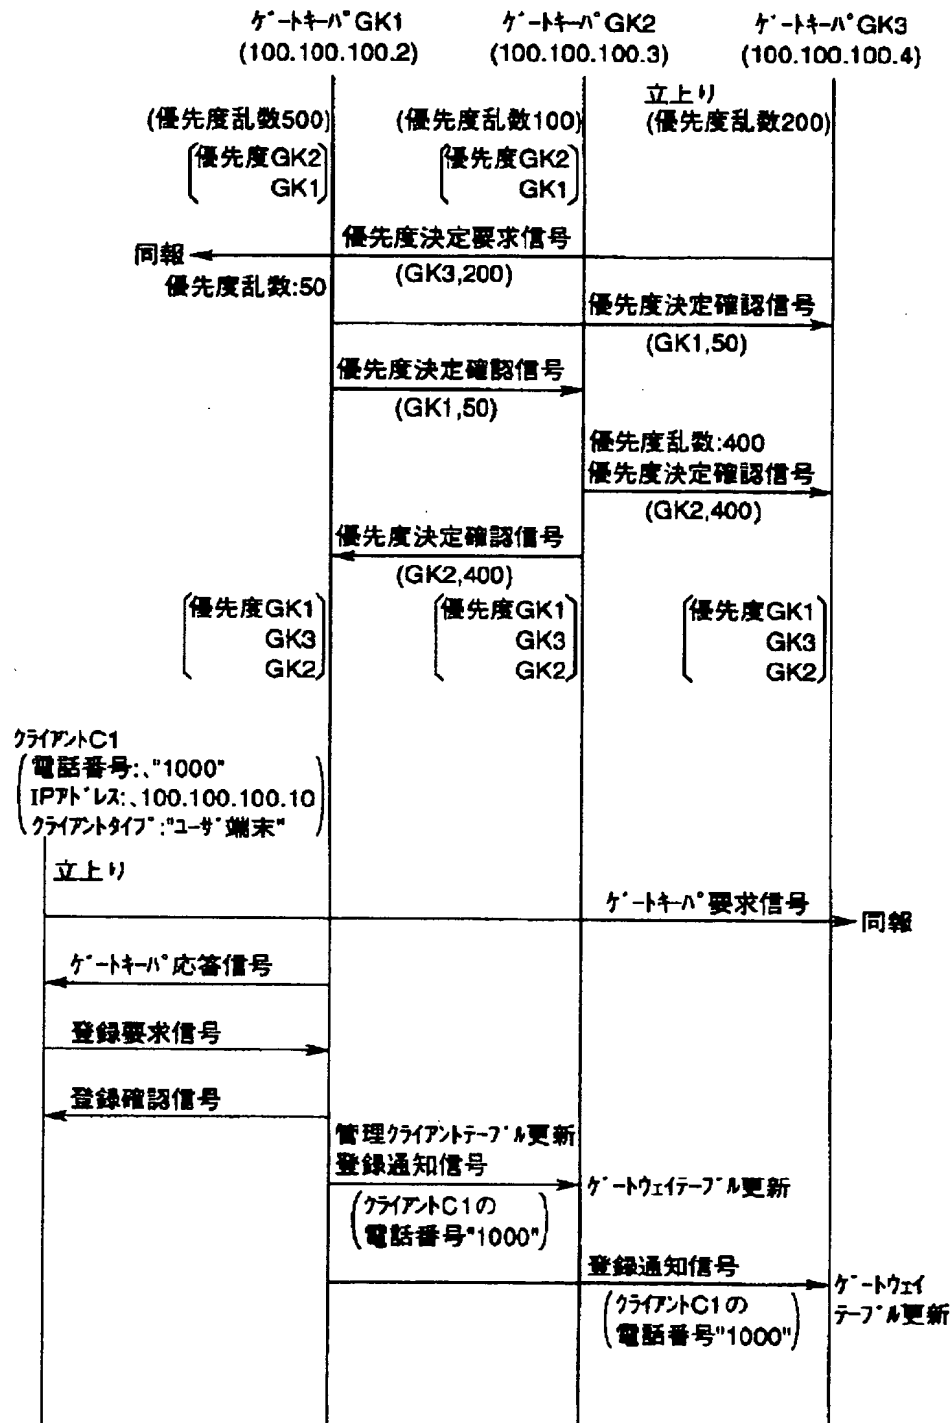 ｹﾞｰﾄｷｰﾊﾟGK1
(100.100.100.2)
ｹﾞｰﾄｷｰﾊﾟGK2
(100.100.100.3)
ｹﾞｰﾄｷｰﾊﾟGK3
(100.100.100.4)
立上り
(優先度乱数500)
(優先度乱数100)
(優先度乱数200)
優先度GK2
GK1
優先度GK2
GK1
優先度決定要求信号
同報
(GK3,200)
優先度乱数:50
優先度決定確認信号
(GK1,50)
優先度決定確認信号
(GK1,50)
優先度乱数:400
優先度決定確認信号
(GK2,400)
優先度決定確認信号
(GK2,400)
優先度GK1
GK3
GK2
優先度GK1
GK3
GK2
優先度GK1
GK3
GK2
ｸﾗｲｱﾝﾄC1
電話番号:、"1000"
IPｱﾄﾞﾚｽ:、100.100.100.10
ｸﾗｲｱﾝﾄﾀｲﾌﾟ:"ﾕｰｻﾞ端末"
立上り
ｹﾞｰﾄｷｰﾊﾟ要求信号
同報
ｹﾞｰﾄｷｰﾊﾟ応答信号
登録要求信号
登録確認信号
管理ｸﾗｲｱﾝﾄﾃｰﾌﾞﾙ更新
登録通知信号
ｹﾞｰﾄｳｪｲﾃｰﾌﾞﾙ更新
ｸﾗｲｱﾝﾄC1の
電話番号"1000"
登録通知信号
ｹﾞｰﾄｳｪｲ
ﾃｰﾌﾞﾙ更新
ｸﾗｲｱﾝﾄC1の
電話番号"1000"